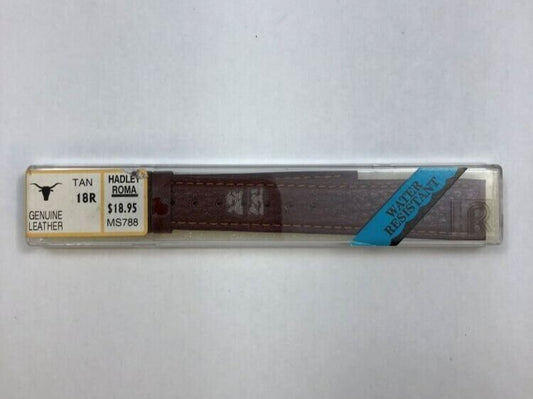 TAN
18R
GENUINE
LEATHER
HADLEY
ROMA
$18.95
MS788
WATER
RESISTANT